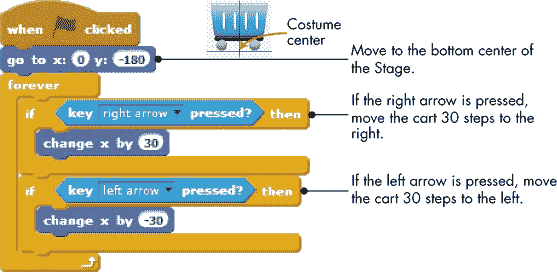 when clicked
Costume
center
go to x: 0 y: -180
Move to the bottom center of
the Stage.
forever
if key right arrow pressed? then
If the right arrow is pressed,
move the cart 30 steps to the
right.
change x by 30
if key left arrow pressed? then
If the left arrow is pressed, move
the cart 30 steps to the left.
change x by -30